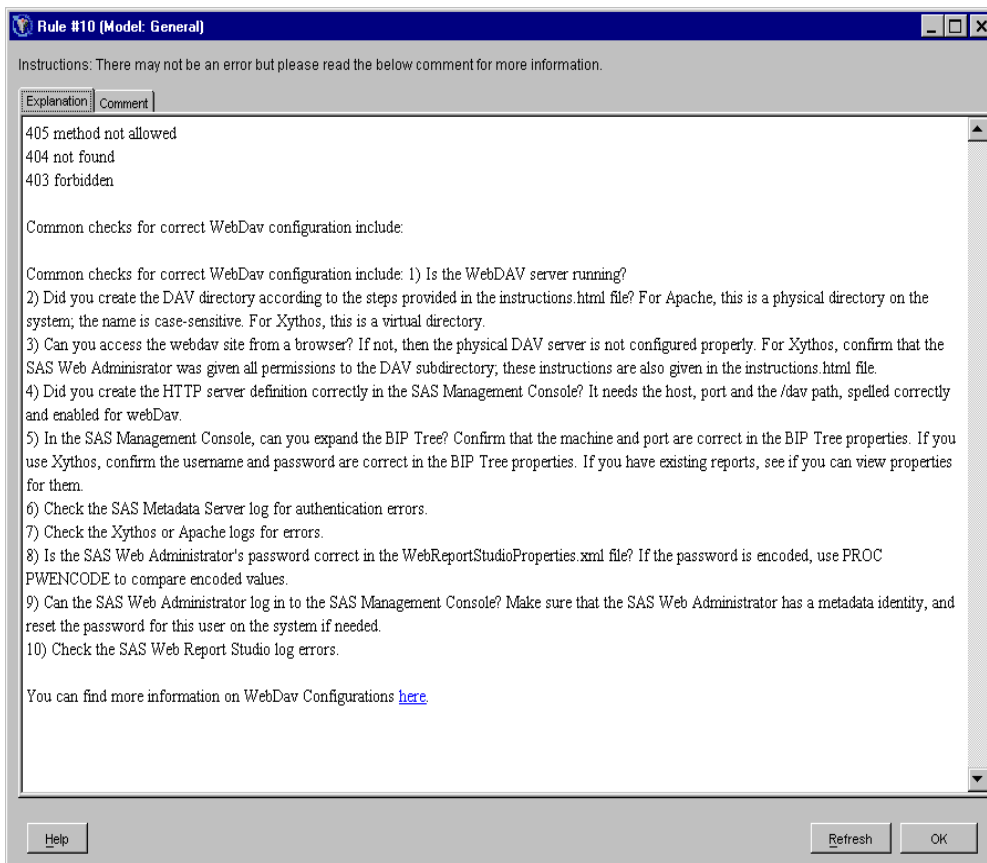 Rule #10 (Model: General)
Instructions: There may not be an error but please read the below comment for more information.
Explanation Comment
405 method not allowed
404 not found
403 forbidden
Common checks for correct WebDav configuration include:
Common checks for correct WebDav configuration include: 1) Is the WebDAV server running?
2) Did you create the DAV directory according to the steps provided in the instructions.html file? For Apache, this is a physical directory on the
system; the name is case-sensitive. For Xythos, this is a virtual directory.
3) Can you access the webdav site from a browser? If not, then the physical DAV server is not configured properly. For Xythos, confirm that the
SAS Web Adminisrator was given all permissions to the DAV subdirectory; these instructions are also given in the instructions.html file.
4) Did you create the HTTP server definition correctly in the SAS Management Console? It needs the host, port and the /dav path, spelled correctly
and enabled for webDav.
5) In the SAS Management Console, can you expand the BIP Tree? Confirm that the machine and port are correct in the BIP Tree properties. If you
use Xythos, confirm the username and password are correct in the BIP Tree properties. If you have existing reports, see if you can view properties
for them.
6) Check the SAS Metadata Server log for authentication errors.
7) Check the Xythos or Apache logs for errors.
8) Is the SAS Web Administrator's password correct in the WebReportStudioProperties.xml file? If the password is encoded, use PROC
PWENCODE to compare encoded values.
9) Can the SAS Web Administrator log in to the SAS Management Console? Make sure that the SAS Web Administrator has a metadata identity, and
reset the password for this user on the system if needed.
10) Check the SAS Web Report Studio log errors.
You can find more information on WebDav Configurations here.
Help Refresh OK